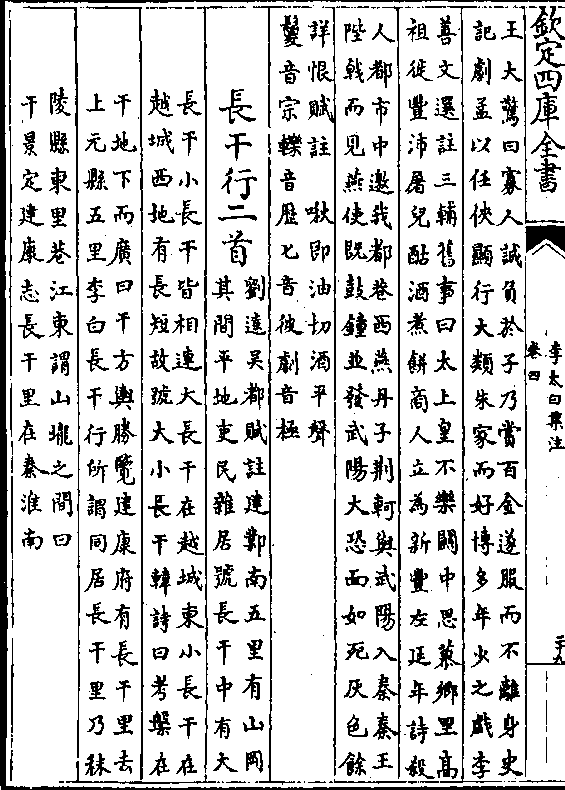 欽定四庫全書
李太白集注
卷四
二十九
王大驚曰寡人誠負於子乃賞百金遂服而不離身史
記劇孟以任俠顯行大類朱家而好博多年少之戲李
善文選註三輔舊事曰太上皇不樂關中思慕鄉里高
祖徙豐沛屠兒酤酒煮餅商人立為新豐左延年詩殺
人都市中邀我都巷西燕丹子荆軻與武陽入秦秦王
陛戟而見燕使既鼓鐘並發武陽大恐面如死灰色餘
詳恨賦註　啾即油切酒平聲
鬉音宗轢音歷匕音彼劇音極
長干行二首
劉逵吳都賦註建鄴南五里有山岡
其間平地吏民雜居號長干中有大
長干小長干皆相連大長干在越城東小長干在
越城西地有長短故號大小長干韓詩曰考槃在
干地下而廣曰干方輿勝覽建康府有長干里去
上元縣五里李白長干行所謂同居長干里乃秣
陵縣東里巷江東謂山壠之間曰
干景定建康志長干里在秦淮南